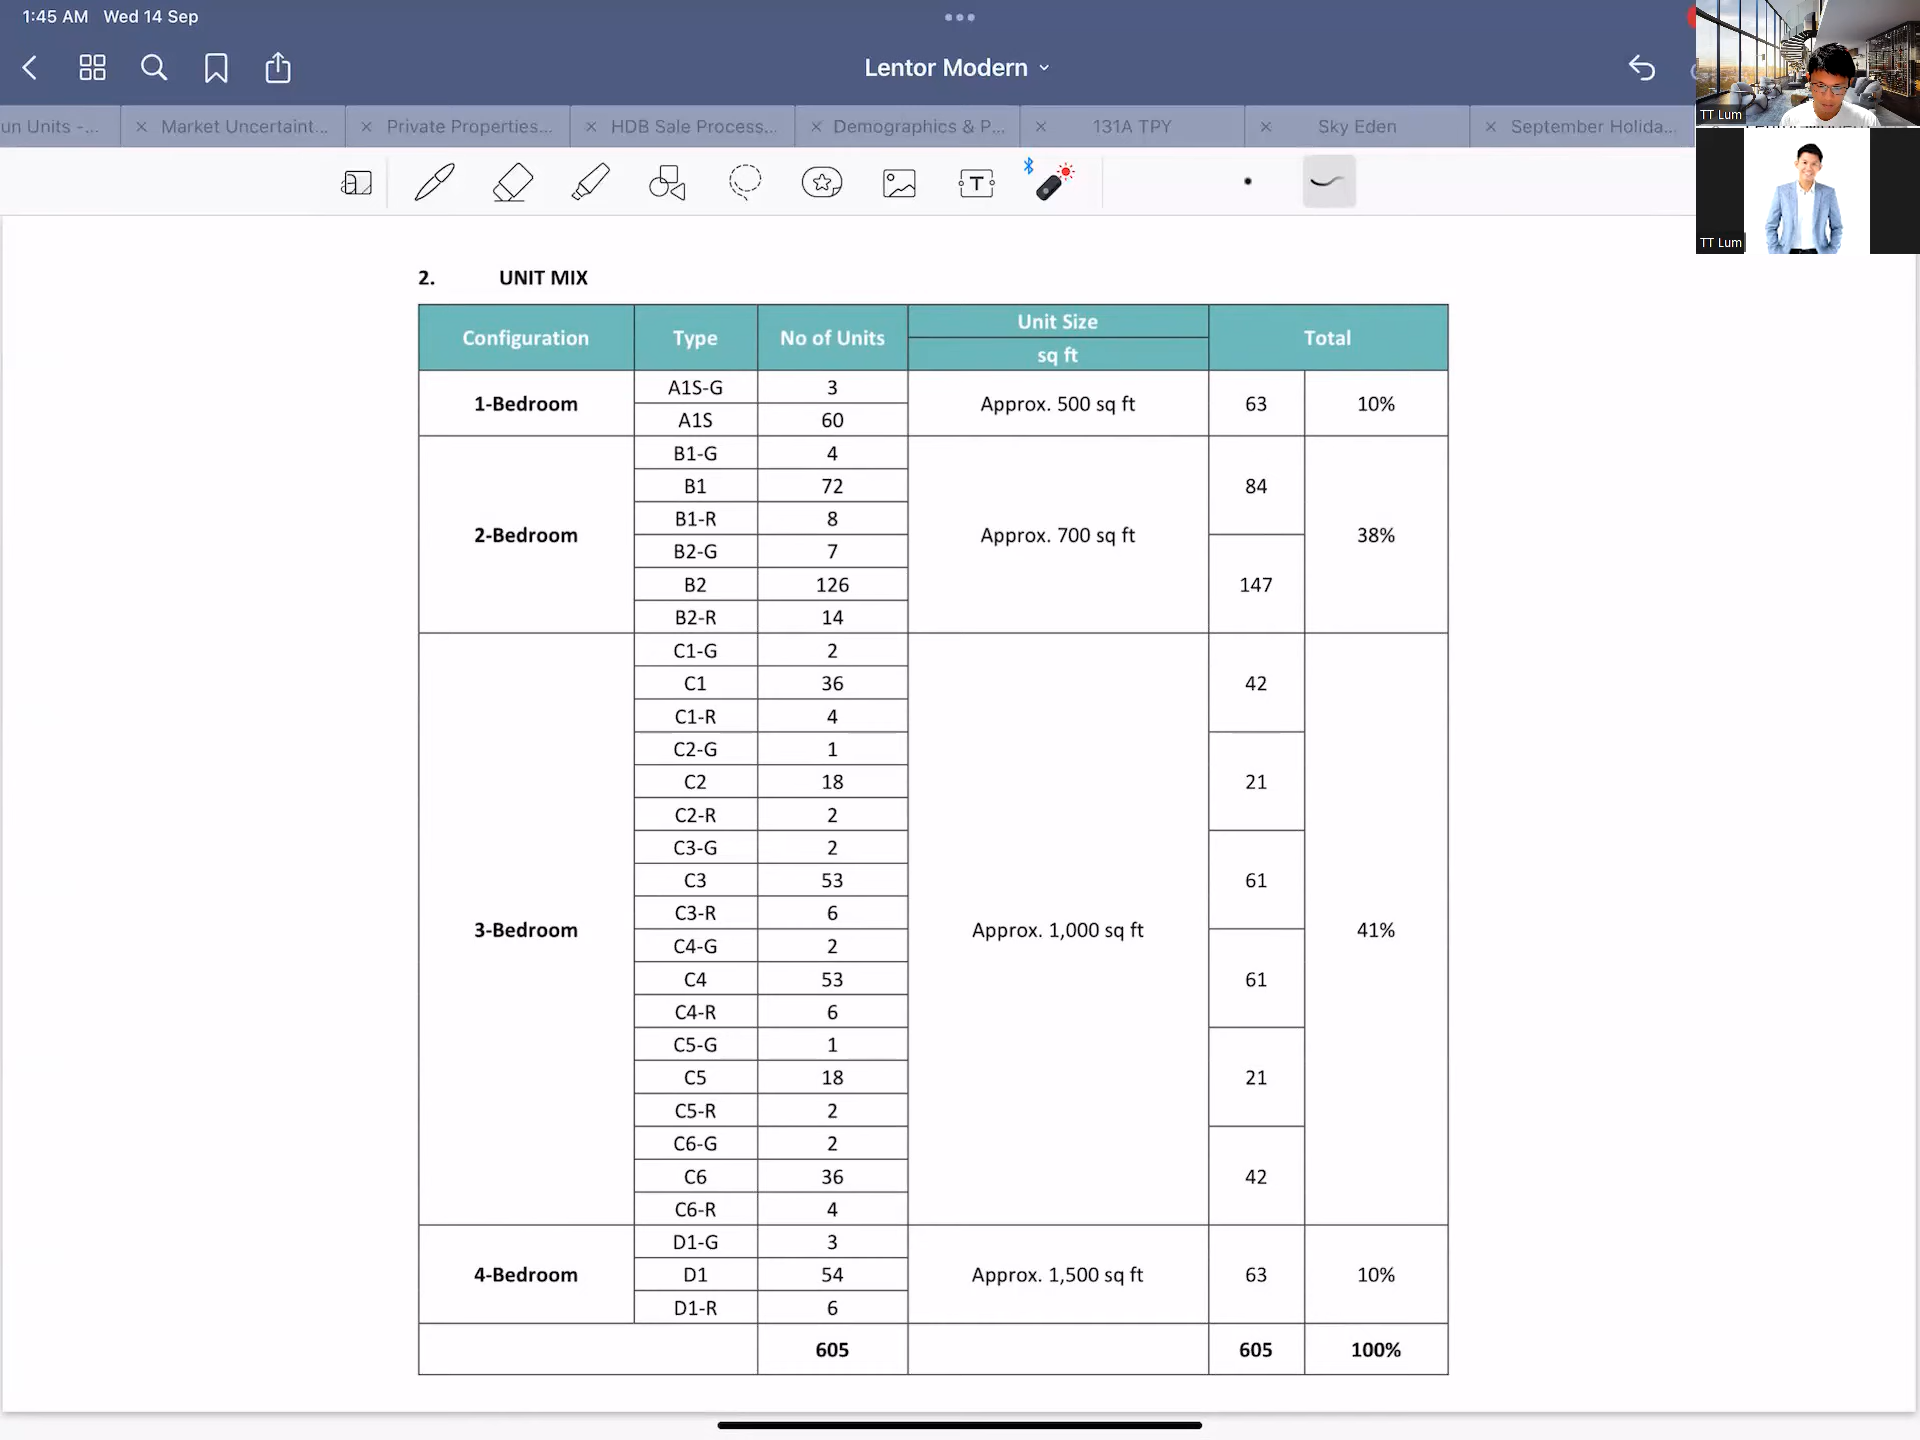 1:45 AM Wed 14 Sep
Lentor Modern
un Units -...
Market Uncertaint...
Private Properties...
HDB Sale Process...
Demographics & P...
131A TPY
Sky Eden
September Holida...
TT Lum
TT Lum
T
2. UNIT MIX
Configuration Type No of Units Unit Size Total
sq ft
1-Bedroom A1S-G 3 Approx. 500 sq ft 63 10%
A1S 60
2-Bedroom B1-G 4 Approx. 700 sq ft 84 38%
B1 72
B1-R 8
B2-G 7 147
B2 126
B2-R 14
3-Bedroom C1-G 2 Approx. 1,000 sq ft 42 41%
C1 36
C1-R 4
C2-G 1 21
C2 18
C2-R 2
C3-G 2 61
C3 53
C3-R 6
C4-G 2 61
C4 53
C4-R 6
C5-G 1 21
C5 18
C5-R 2
C6-G 2 42
C6 36
C6-R 4
4-Bedroom D1-G 3 Approx. 1,500 sq ft 63 10%
D1 54
D1-R 6
605 605 100%